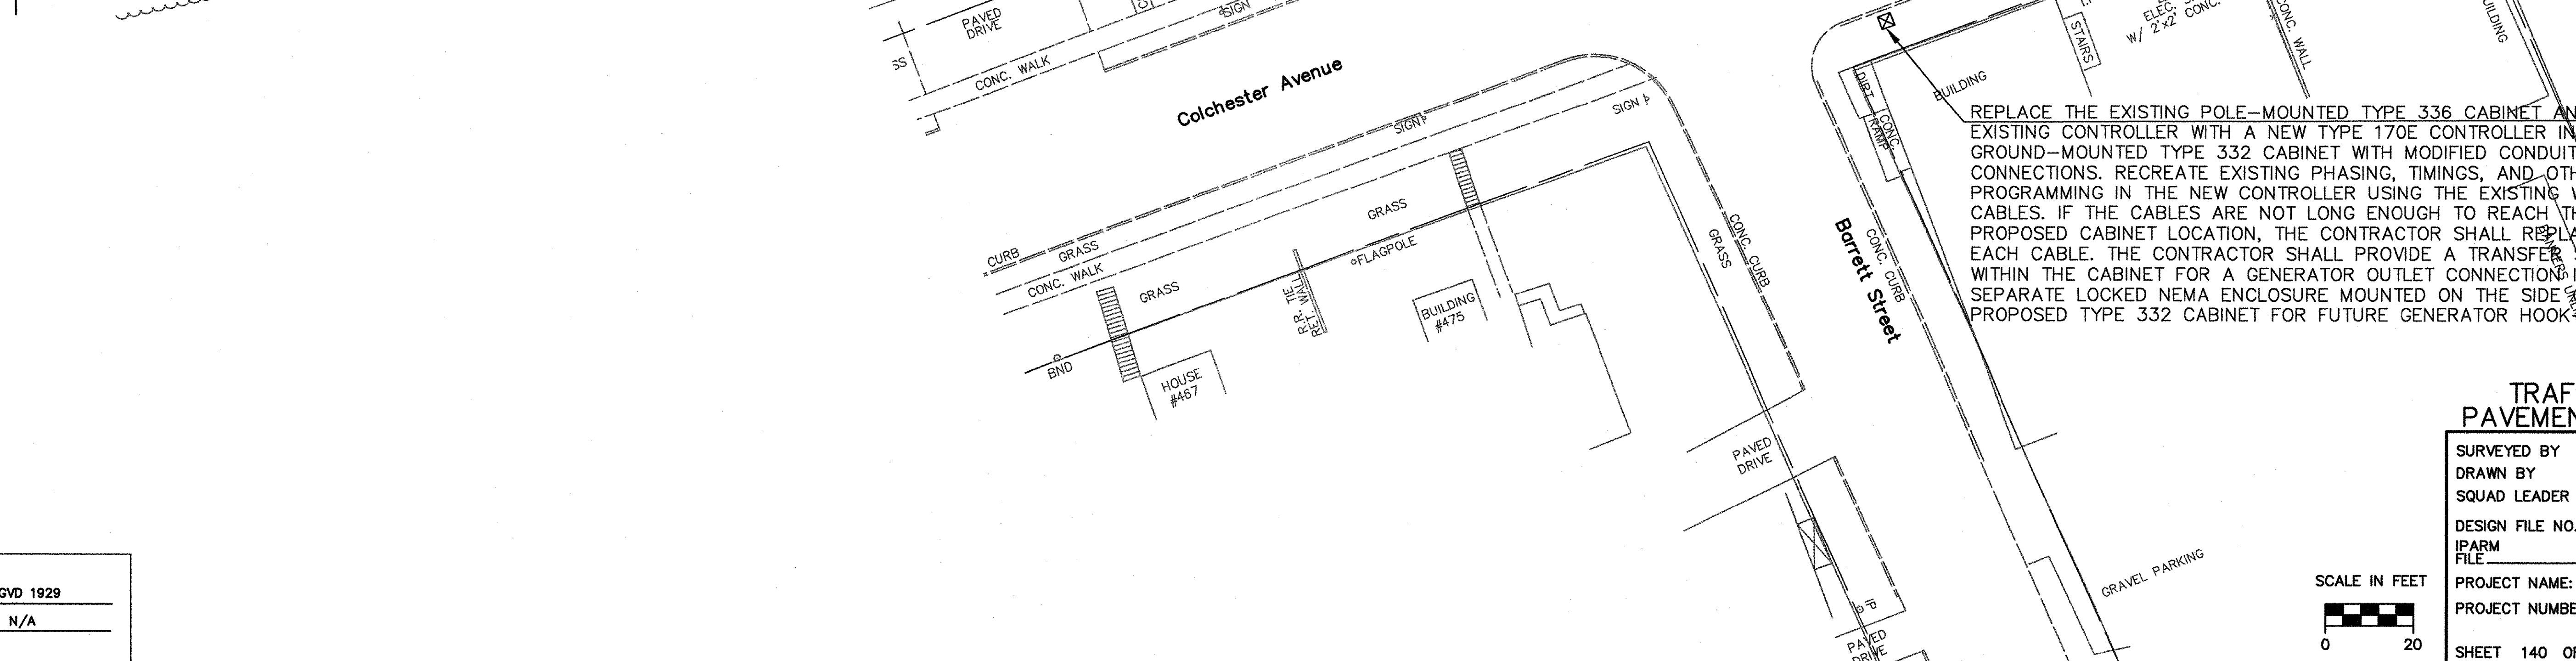 PAVED
DRIVE
SIGN
CONC. WALK
Colchester Avenue
SIGN
SIGN
CURB
GRASS
CONC. WALK
GRASS
GRASS
FLAGPOLE
R.R. TIE
RET. WALL
BUILDING
#475
BND
HOUSE
#467
CONC. CURB
GRASS
PAVED
DRIVE
IP
PAVED
DRIVE
Barrett Street
CONC. CURB
DIRT
CONC.
RAMP
BUILDING
STAIRS
ELEC.
W/ 2'x2' CONC.
CONC. WALL
REPLACE THE EXISTING POLE-MOUNTED TYPE 336 CABINET
EXISTING CONTROLLER WITH A NEW TYPE 170E CONTROLLER IN
GROUND-MOUNTED TYPE 332 CABINET WITH MODIFIED CONDUIT
CONNECTIONS. RECREATE EXISTING PHASING, TIMINGS, AND
PROGRAMMING IN THE NEW CONTROLLER USING THE EXISTING
CABLES. IF THE CABLES ARE NOT LONG ENOUGH TO REACH
PROPOSED CABINET LOCATION, THE CONTRACTOR SHALL
EACH CABLE. THE CONTRACTOR SHALL PROVIDE A TRANSFER
WITHIN THE CABINET FOR A GENERATOR OUTLET CONNECTION
SEPARATE LOCKED NEMA ENCLOSURE MOUNTED ON THE SIDE
PROPOSED TYPE 332 CABINET FOR FUTURE GENERATOR HOOK
GRAVEL PARKING
SCALE IN FEET
0 20
TRAF
PAVEMEN
SURVEYED BY
DRAWN BY
SQUAD LEADER
DESIGN FILE NO.
IPARM
FILE
PROJECT NAME:
PROJECT NUMBE
SHEET 140
GVD 1929
N/A